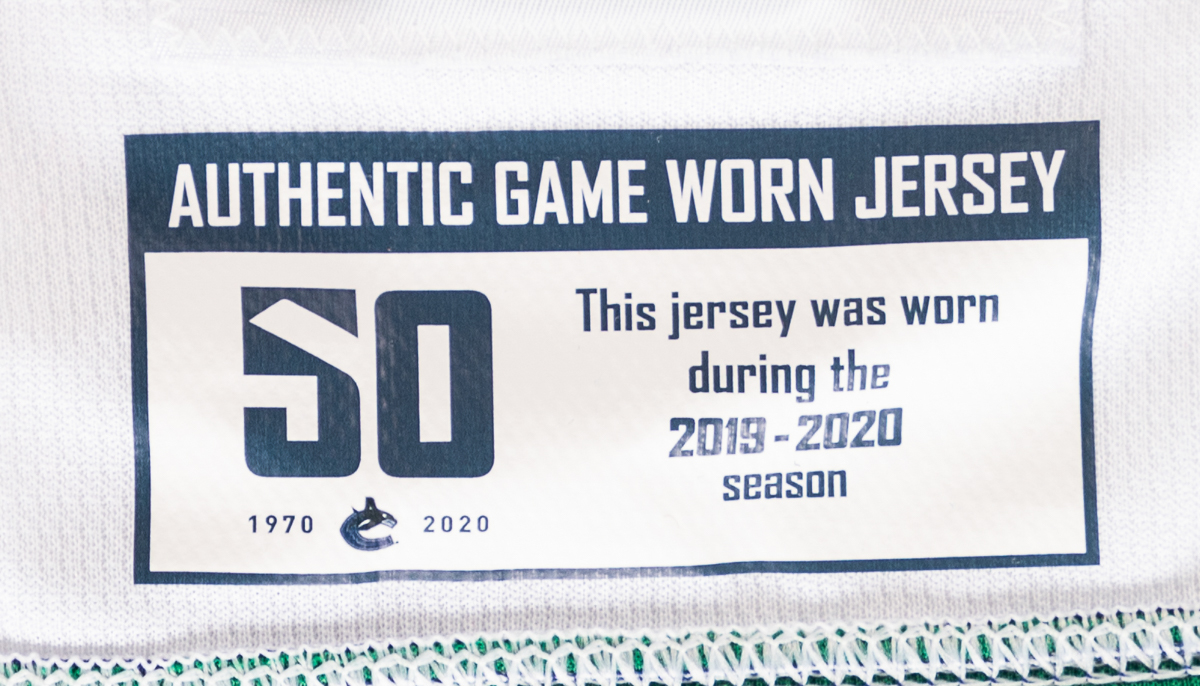 AUTHENTIC GAME WORN JERSEY
50
1970 2020
This jersey was worn
during the
2019-2020
season